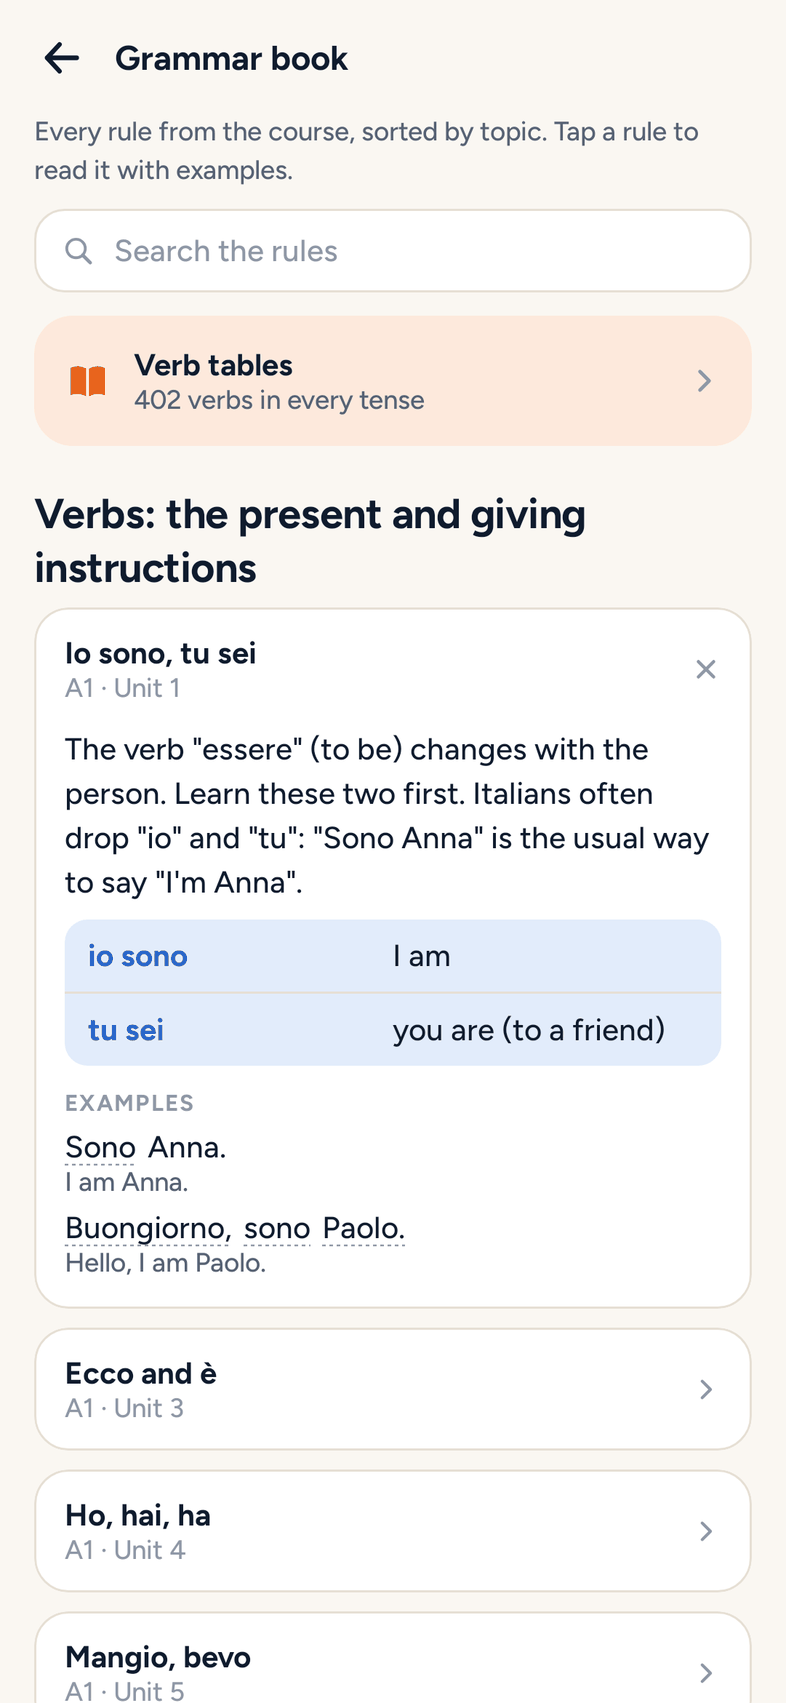 Grammar book
Every rule from the course, sorted by topic. Tap a rule to
read it with examples.
Search the rules
Verb tables
402 verbs in every tense
Verbs: the present and giving
instructions
Io sono, tu sei
A1 · Unit 1
The verb "essere" (to be) changes with the
person. Learn these two first. Italians often
drop "io" and "tu": "Sono Anna" is the usual way
to say "I'm Anna".
io sono I am
tu sei you are (to a friend)
EXAMPLES
Sono Anna.
I am Anna.
Buongiorno, sono Paolo.
Hello, I am Paolo.
Ecco and è
A1 · Unit 3
Ho, hai, ha
A1 · Unit 4
Mangio, bevo
A1 · Unit 5